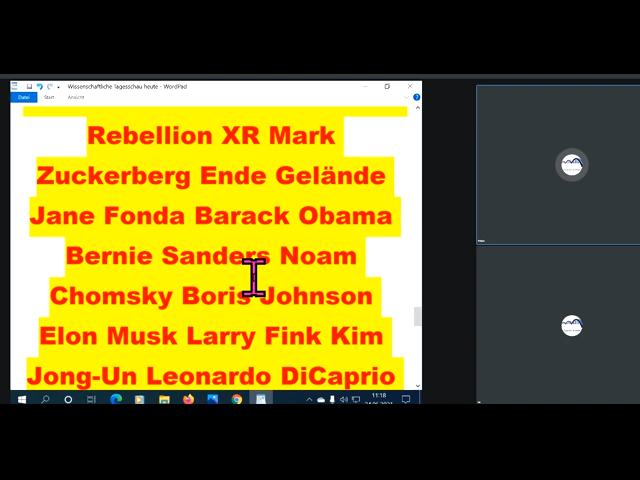 Wissenschaftliche Tagesschau heute - WordPad
Datei Start Ansicht
Rebellion XR Mark
Zuckerberg Ende Gelände
Jane Fonda Barack Obama
Bernie Sanders Noam
Chomsky Boris Johnson
Elon Musk Larry Fink Kim
Jong-Un Leonardo DiCaprio
11:18